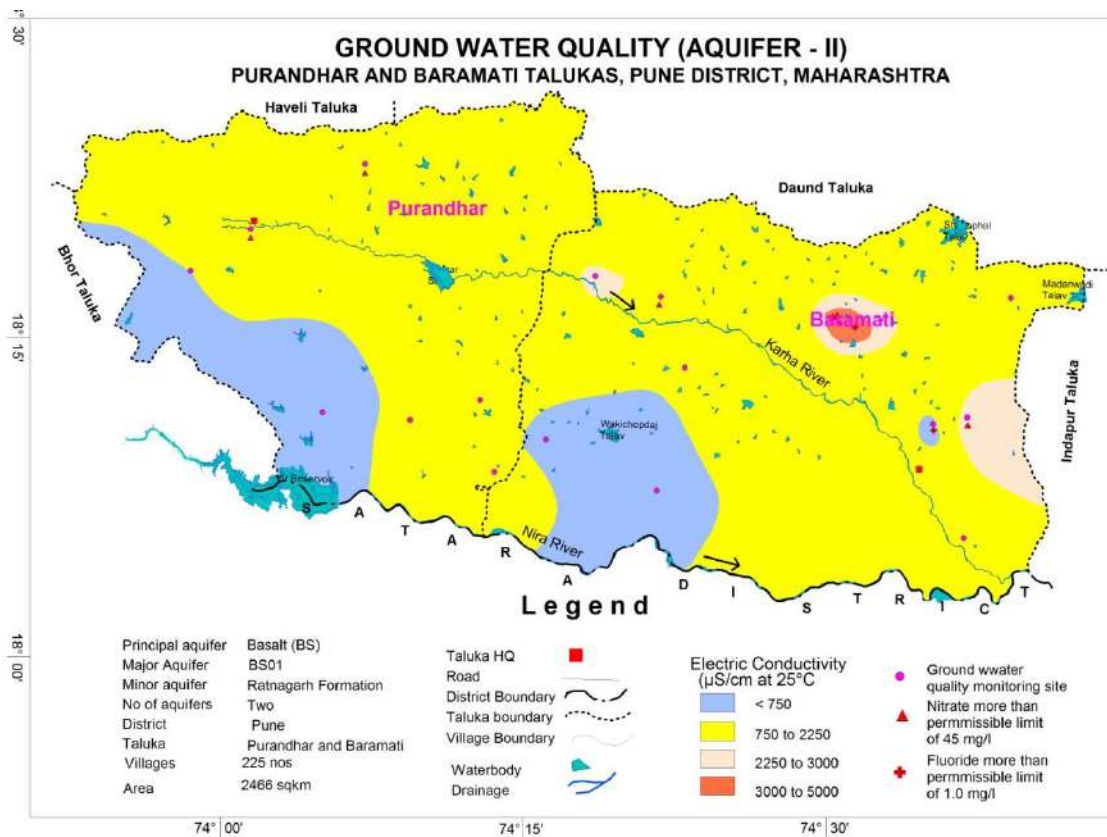 30'
GROUND WATER QUALITY (AQUIFER - II)
PURANDHAR AND BARAMATI TALUKAS, PUNE DISTRICT, MAHARASHTRA
Haveli Taluka
Daund Taluka
Purandhar
Bhor Taluka
Madanwadi
Talav
18° 15'
Baramati
Karha River
Indapur Taluka
Wakichopdaj
Talav
Reservoir
Nira River
S A T A R A D I S T R I C T
Legend
Principal aquifer Basalt (BS)
Major Aquifer BS01
Minor aquifer Ratnagarh Formation
No of aquifers Two
District Pune
Taluka Purandhar and Baramati
Villages 225 nos
Area 2466 sqkm
Taluka HQ
Road
District Boundary
Taluka boundary
Village Boundary
Waterbody
Drainage
Electric Conductivity
(µS/cm at 25°C
< 750
750 to 2250
2250 to 3000
3000 to 5000
Ground wwater
quality monitoring site
Nitrate more than
permmissible limit
of 45 mg/l
Fluoride more than
permmissible limit
of 1.0 mg/l
18° 00'
74° 00'
74° 15'
74° 30'